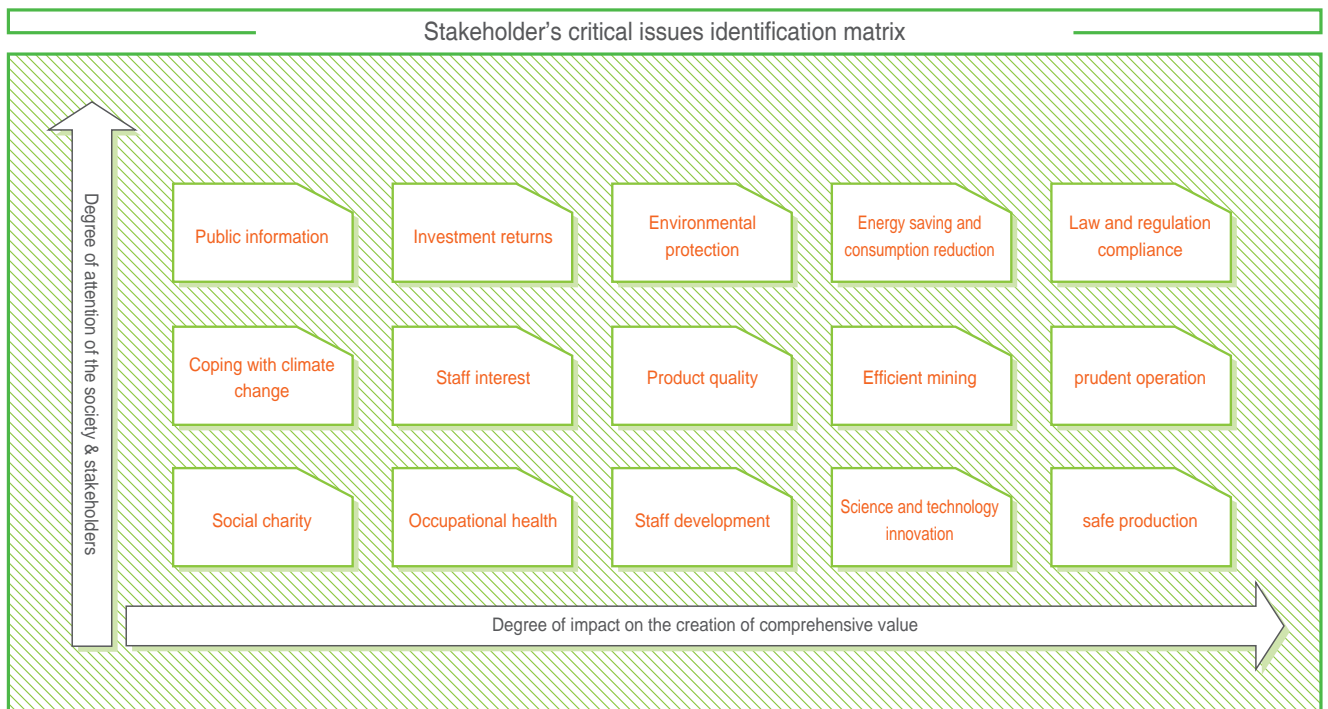 Stakeholder's critical issues identification matrix
Degree of attention of the society & stakeholders
Public information
Investment returns
Environmental
protection
Energy saving and
consumption reduction
Law and regulation
compliance
Coping with climate
change
Staff interest
Product quality
Efficient mining
prudent operation
Social charity
Occupational health
Staff development
Science and technology
innovation
safe production
Degree of impact on the creation of comprehensive value